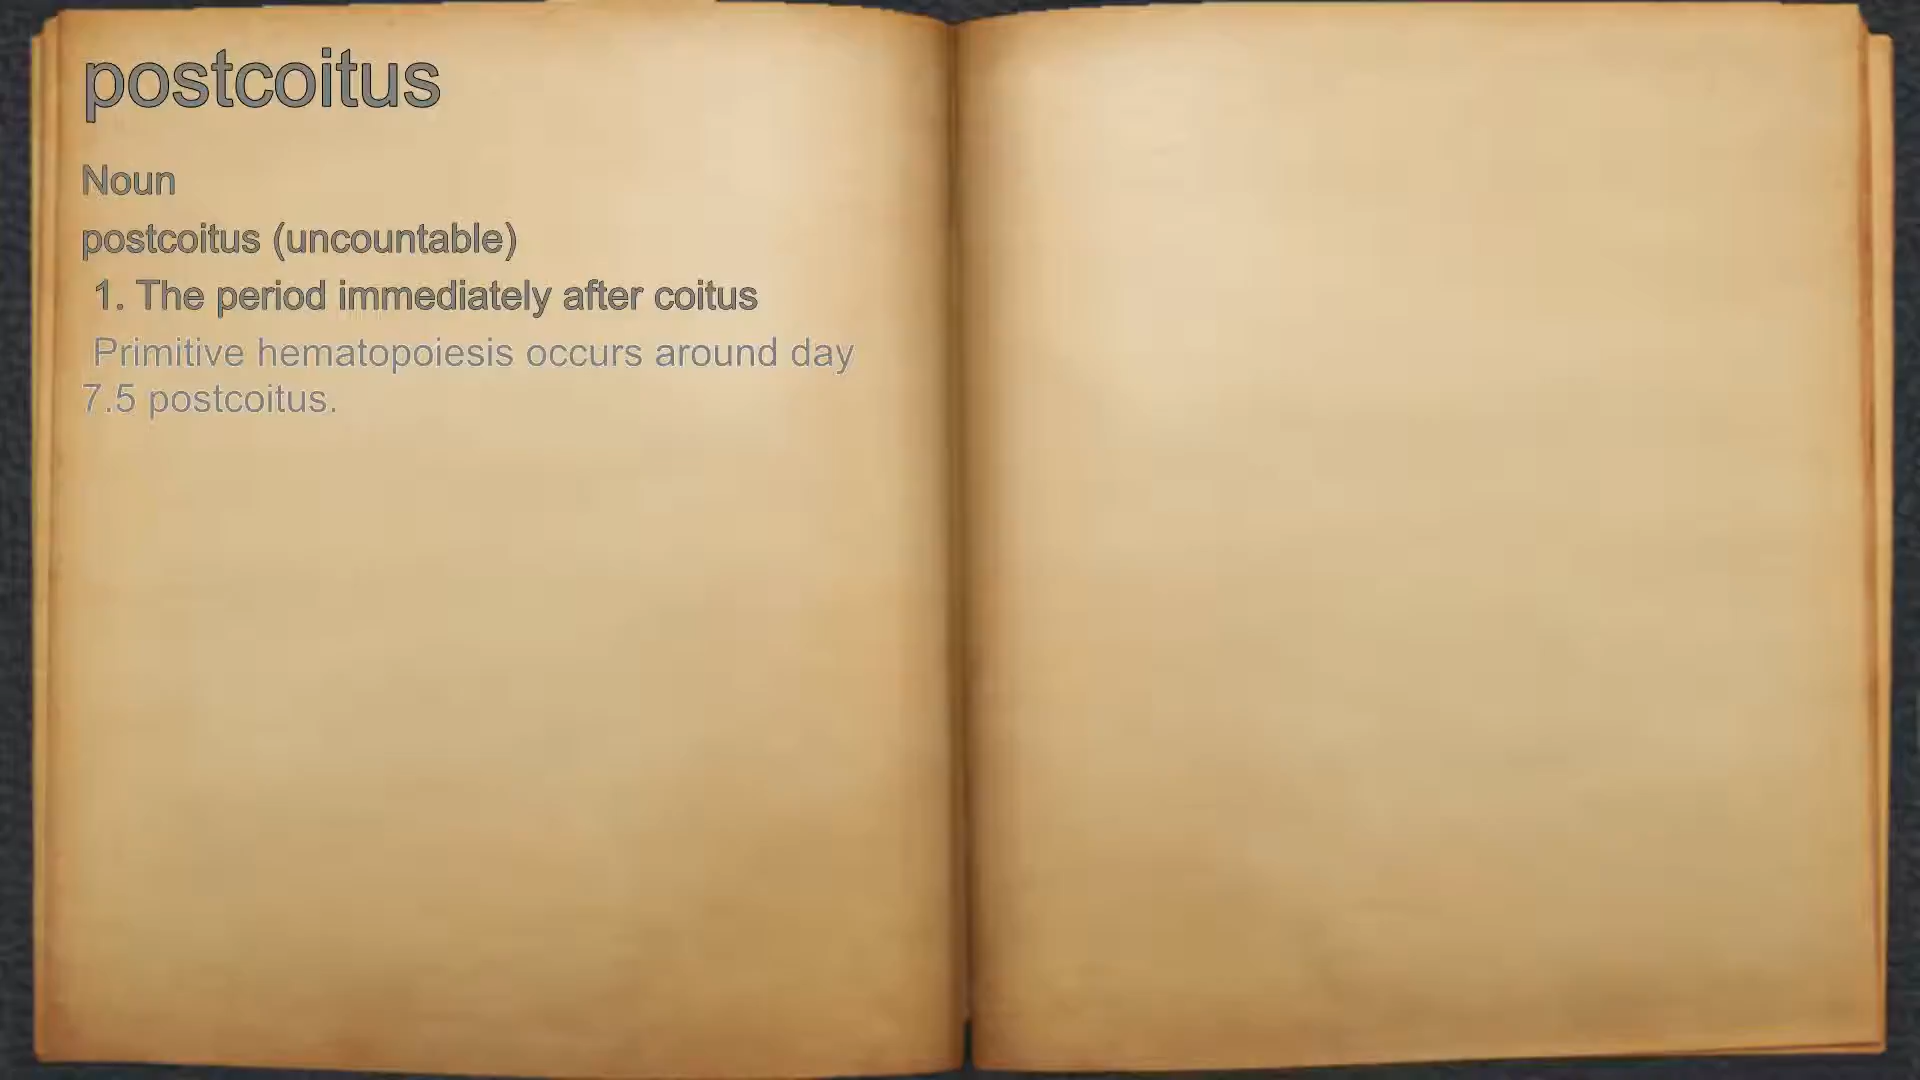 postcoitus
Noun
postcoitus (uncountable)
1. The period immediately after coitus
Primitive hematopoiesis occurs around day
7.5 postcoitus.